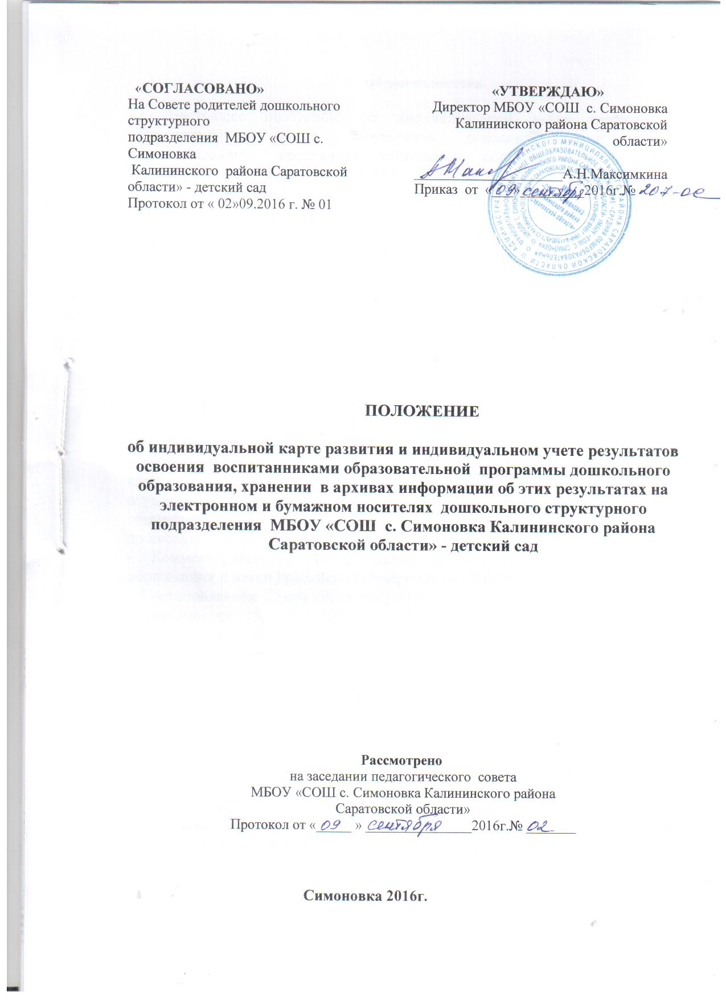 «СОГЛАСОВАНО»
На Совете родителей дошкольного
структурного
подразделения МБОУ «СОШ с.
Симоновка
Калининского района Саратовской
области» - детский сад
Протокол от « 02»09.2016 г. № 01
«УТВЕРЖДАЮ»
Директор МБОУ «СОШ с. Симоновка
Калининского района Саратовской
области»
А.Н.Максимкина
Приказ от «09» сентября 2016г.№ 207-ос
ПОЛОЖЕНИЕ
об индивидуальной карте развития и индивидуальном учете результатов
освоения воспитанниками образовательной программы дошкольного
образования, хранении в архивах информации об этих результатах на
электронном и бумажном носителях дошкольного структурного
подразделения МБОУ «СОШ с. Симоновка Калининского района
Саратовской области» - детский сад
Рассмотрено
на заседании педагогического совета
МБОУ «СОШ с. Симоновка Калининского района
Саратовской области»
Протокол от « 09 » сентября 2016г.№ 02
Симоновка 2016г.